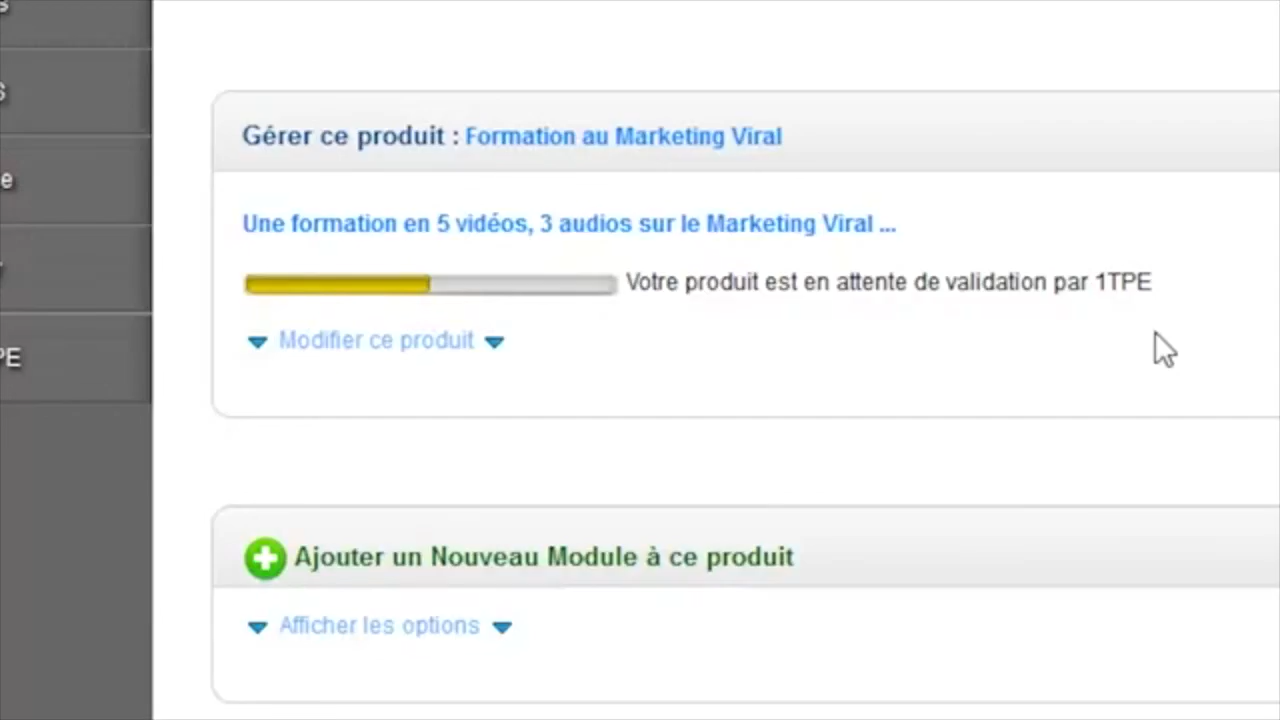 Gérer ce produit : Formation au Marketing Viral
Une formation en 5 vidéos, 3 audios sur le Marketing Viral ...
Votre produit est en attente de validation par 1TPE
Modifier ce produit
PE
Ajouter un Nouveau Module à ce produit
Afficher les options